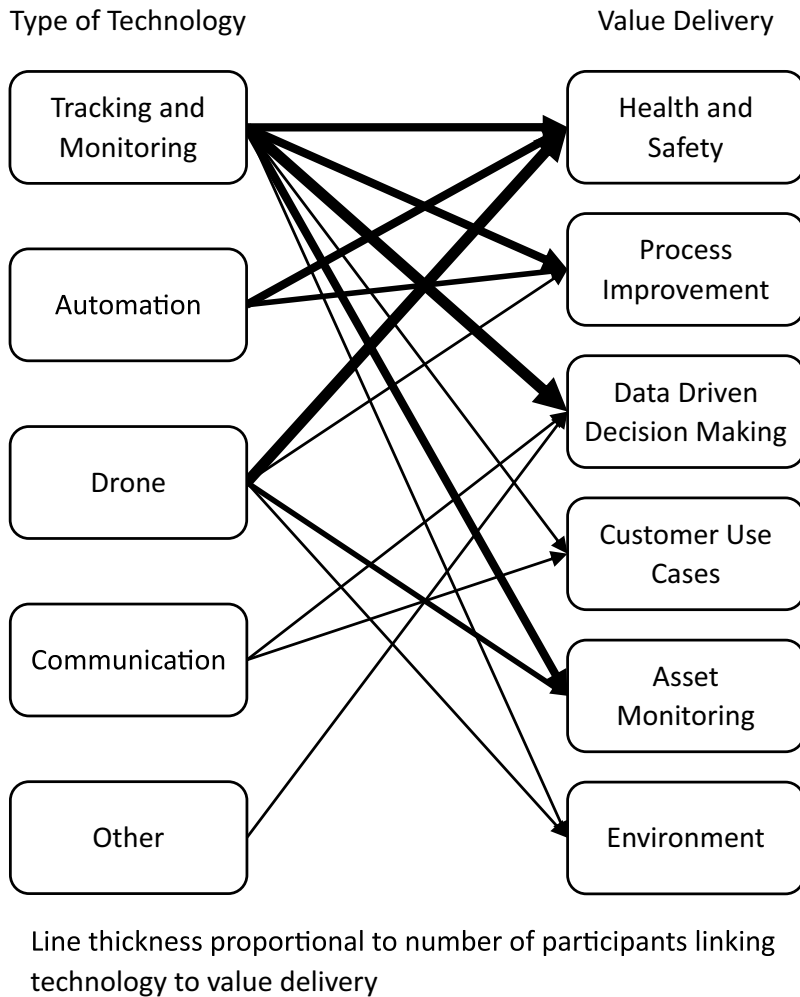 Type of Technology
Value Delivery
Tracking and
Monitoring
Automation
Drone
Communication
Other
Health and
Safety
Process
Improvement
Data Driven
Decision Making
Customer Use
Cases
Asset
Monitoring
Environment
Line thickness proportional to number of participants linking
technology to value delivery